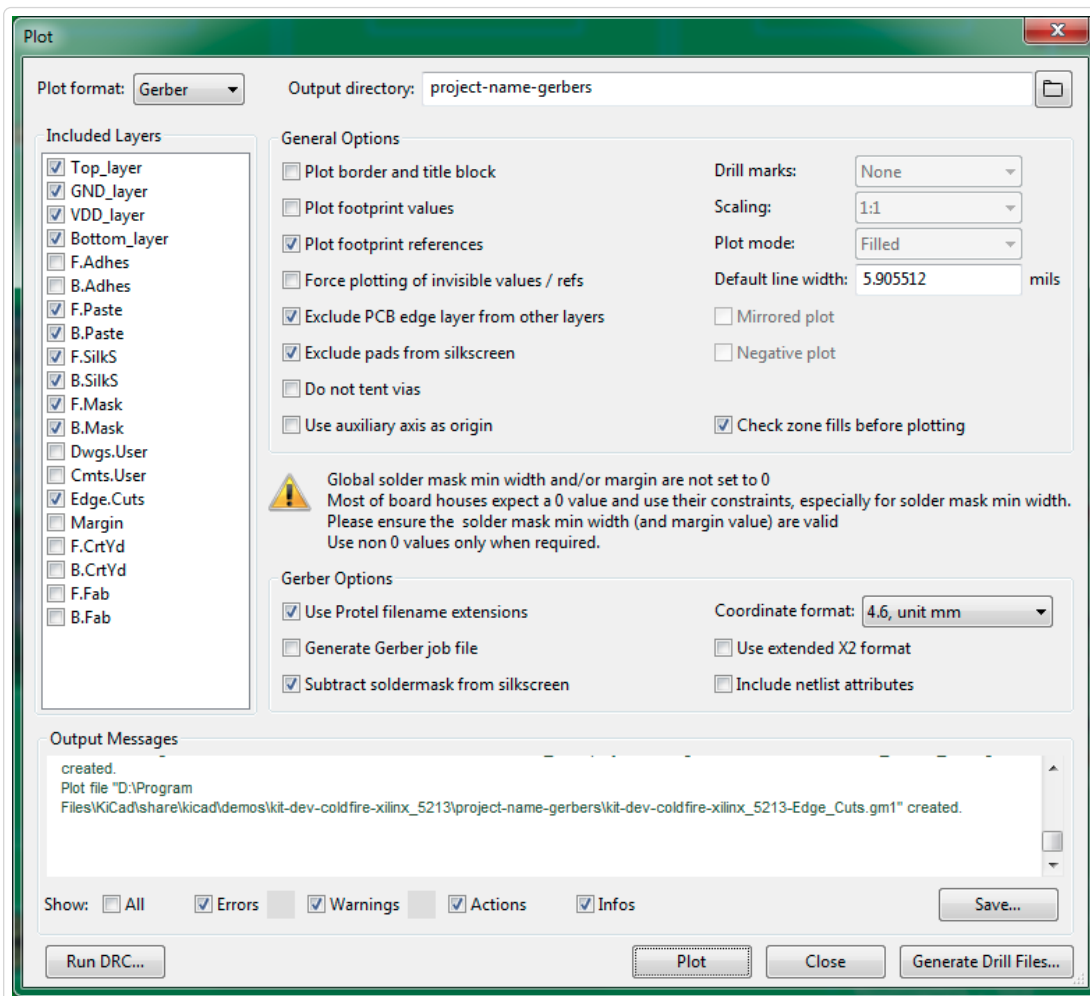 Plot
Plot format: Gerber
Output directory: project-name-gerbers
Included Layers
Top_layer
GND_layer
VDD_layer
Bottom_layer
F.Adhes
B.Adhes
F.Paste
B.Paste
F.SilkS
B.SilkS
F.Mask
B.Mask
Dwgs.User
Cmts.User
Edge.Cuts
Margin
F.CrtYd
B.CrtYd
F.Fab
B.Fab
General Options
Plot border and title block
Plot footprint values
Plot footprint references
Force plotting of invisible values / refs
Exclude PCB edge layer from other layers
Exclude pads from silkscreen
Do not tent vias
Use auxiliary axis as origin
Drill marks: None
Scaling: 1:1
Plot mode: Filled
Default line width: 5.905512 mils
Mirrored plot
Negative plot
Check zone fills before plotting
Global solder mask min width and/or margin are not set to 0
Most of board houses expect a 0 value and use their constraints, especially for solder mask min width.
Please ensure the solder mask min width (and margin value) are valid
Use non 0 values only when required.
Gerber Options
Use Protel filename extensions
Generate Gerber job file
Subtract soldermask from silkscreen
Coordinate format: 4.6, unit mm
Use extended X2 format
Include netlist attributes
Output Messages
created.
Plot file "D:\Program
Files\KiCad\share\kicad\demos\kit-dev-coldfire-xilinx_5213\project-name-gerbers\kit-dev-coldfire-xilinx_5213-Edge_Cuts.gm1" created.
Show: All Errors Warnings Actions Infos Save...
Run DRC... Plot Close Generate Drill Files...